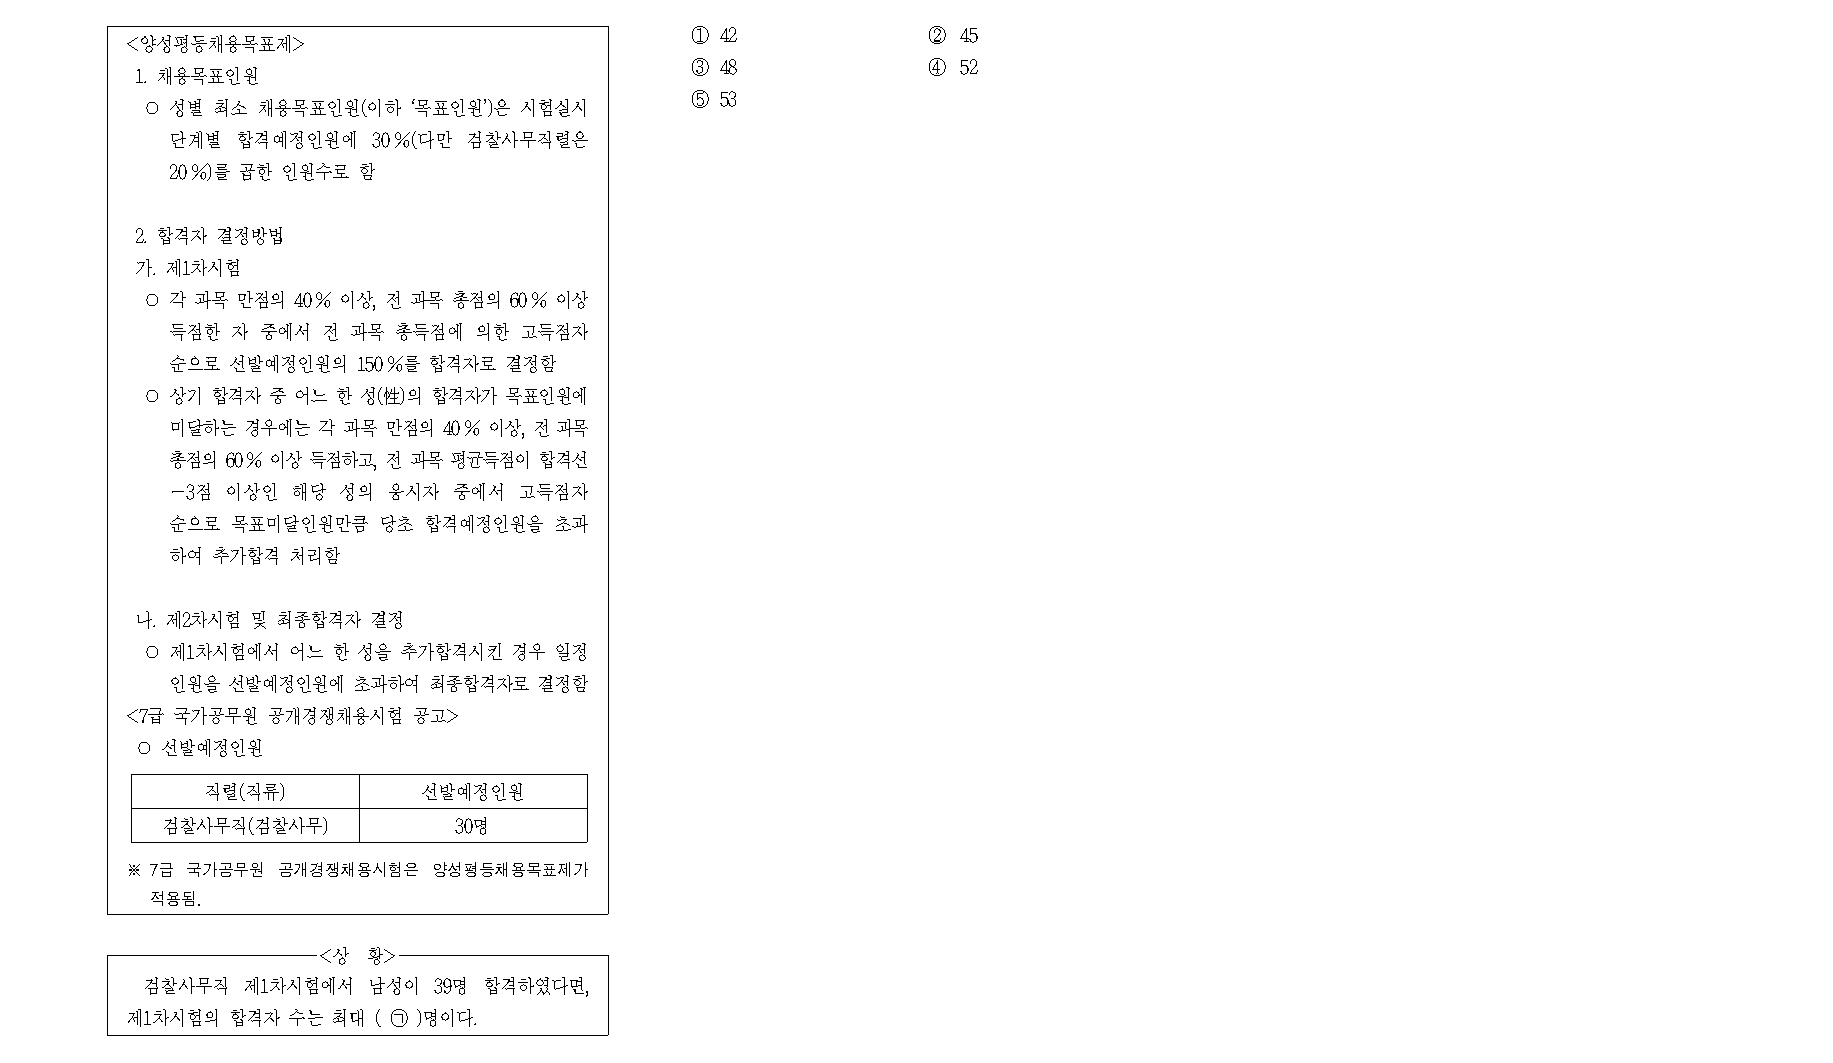 <양성평등채용목표제>
1. 채용목표인원
○ 성별 최소 채용목표인원(이하 ‘목표인원’)은 시험실시
단계별 합격예정인원에 30%(다만 검찰사무직렬은
20%)를 곱한 인원수로 함
2. 합격자 결정방법
가. 제1차시험
○ 각 과목 만점의 40% 이상, 전 과목 총점의 60% 이상
득점한 자 중에서 전 과목 총득점에 의한 고득점자
순으로 선발예정인원의 150%를 합격자로 결정함
○ 상기 합격자 중 어느 한 성(性)의 합격자가 목표인원에
미달하는 경우에는 각 과목 만점의 40% 이상, 전 과목
총점의 60% 이상 득점하고, 전 과목 평균득점이 합격선
-3점 이상인 해당 성의 응시자 중에서 고득점자
순으로 목표미달인원만큼 당초 합격예정인원을 초과
하여 추가합격 처리함
나. 제2차시험 및 최종합격자 결정
○ 제1차시험에서 어느 한 성을 추가합격시킨 경우 일정
인원을 선발예정인원에 초과하여 최종합격자로 결정함
<7급 국가공무원 공개경쟁채용시험 공고>
○ 선발예정인원
직렬(직류) 선발예정인원
검찰사무직(검찰사무) 30명
※ 7급 국가공무원 공개경쟁채용시험은 양성평등채용목표제가
적용됨.
<상 황>
검찰사무직 제1차시험에서 남성이 39명 합격하였다면,
제1차시험의 합격자 수는 최대 ( ㉠ )명이다.
① 42 ② 45
③ 48 ④ 52
⑤ 53